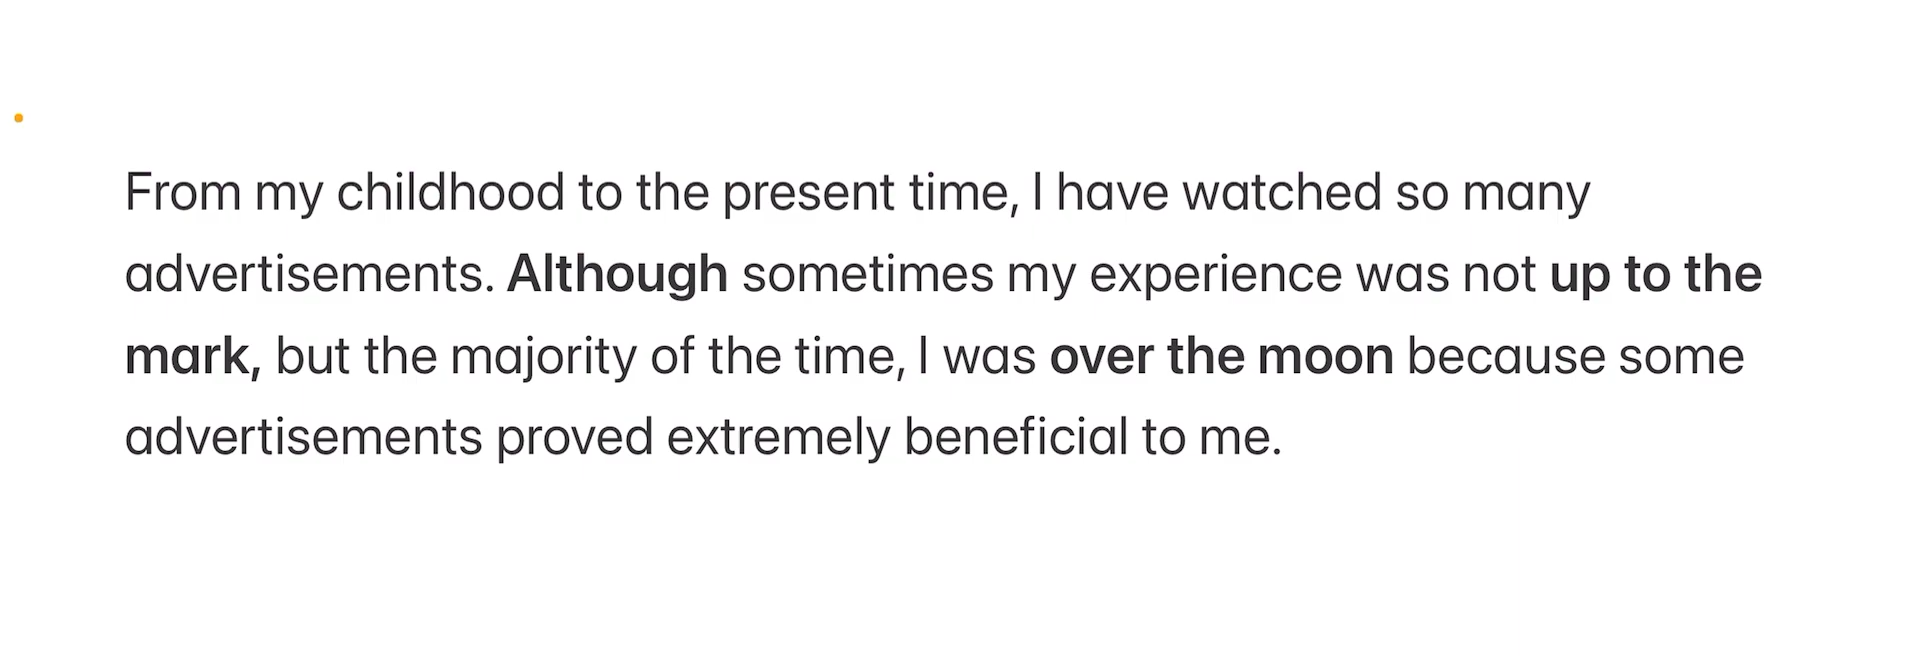 From my childhood to the present time, I have watched so many
advertisements. Although sometimes my experience was not up to the
mark, but the majority of the time, I was over the moon because some
advertisements proved extremely beneficial to me.